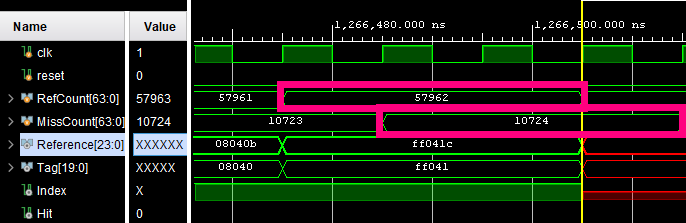 Name Value 1,266,480.000 ns 1,266,500.000 ns
clk 1
reset 0
RefCount[63:0] 57963 57961 57962
MissCount[63:0] 10724 10723 10724
Reference[23:0] XXXXXX 08040b ff041c
Tag[19:0] XXXXX 08040 ff041
Index X
Hit 0